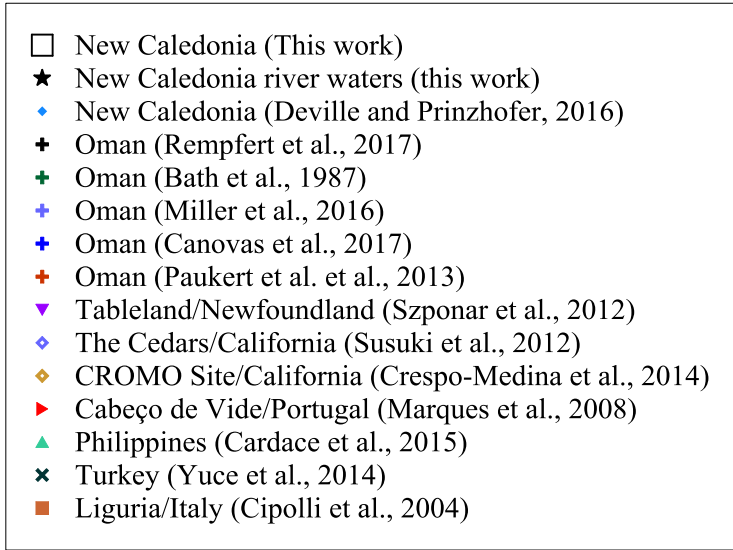 New Caledonia (This work)
New Caledonia river waters (this work)
New Caledonia (Deville and Prinzhofer, 2016)
Oman (Rempfert et al., 2017)
Oman (Bath et al., 1987)
Oman (Miller et al., 2016)
Oman (Canovas et al., 2017)
Oman (Paukert et al. et al., 2013)
Tableland/Newfoundland (Szponar et al., 2012)
The Cedars/California (Susuki et al., 2012)
CROMO Site/California (Crespo-Medina et al., 2014)
Cabeço de Vide/Portugal (Marques et al., 2008)
Philippines (Cardace et al., 2015)
Turkey (Yuce et al., 2014)
Liguria/Italy (Cipolli et al., 2004)